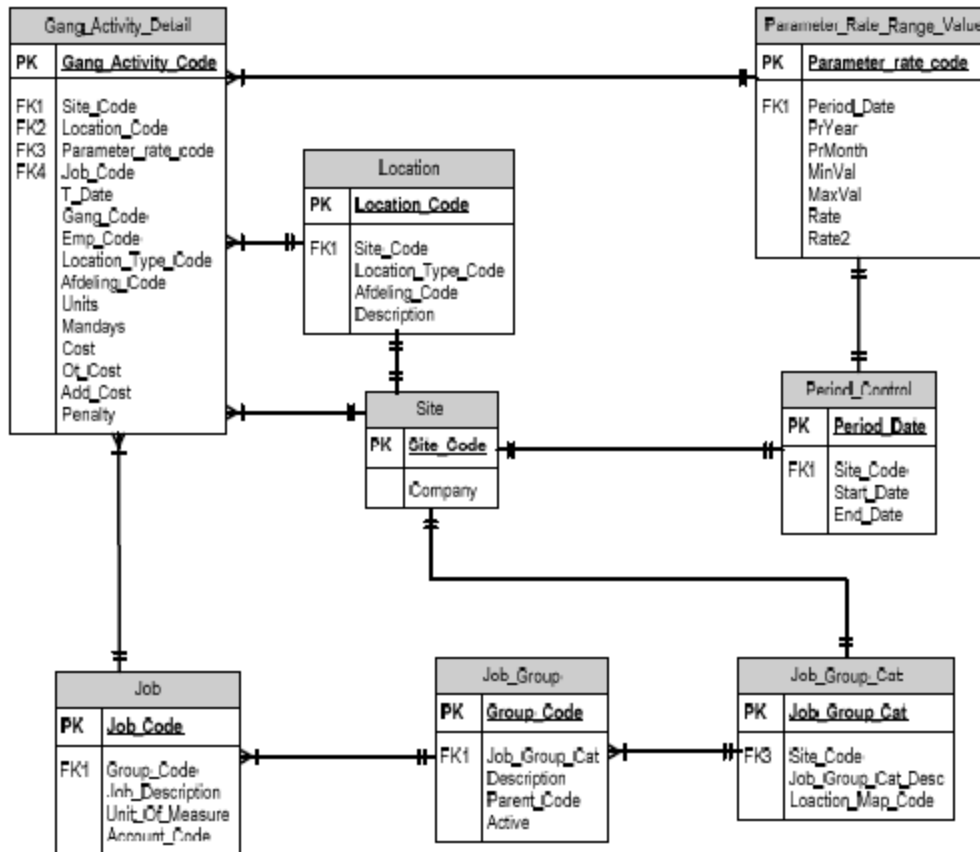 Gang_Activity_Detail
PK Gang_Activity_Code
FK1 Site_Code
FK2 Location_Code
FK3 Parameter_rate_code
FK4 Job_Code
T_Date
Gang_Code
Emp_Code
Location_Type_Code
Afdeling_Code
Units
Mandays
Cost
Ot_Cost
Add_Cost
Penalty
Parameter_Rate_Range_Value
PK Parameter_rate_code
FK1 Period_Date
PrYear
PrMonth
MinVal
MaxVal
Rate
Rate2
Location
PK Location_Code
FK1 Site_Code
Location_Type_Code
Afdeling_Code
Description
Site
PK Site_Code
Company
Period_Control
PK Period_Date
FK1 Site_Code
Start_Date
End_Date
Job
PK Job_Code
FK1 Group_Code
Job_Description
Unit_Of_Measure
Account_Code
Job_Group
PK Group_Code
FK1 Job_Group_Cat
Description
Parent_Code
Active
Job_Group_Cat
PK Job_Group_Cat
FK3 Site_Code
Job_Group_Cat_Desc
Loaction_Map_Code